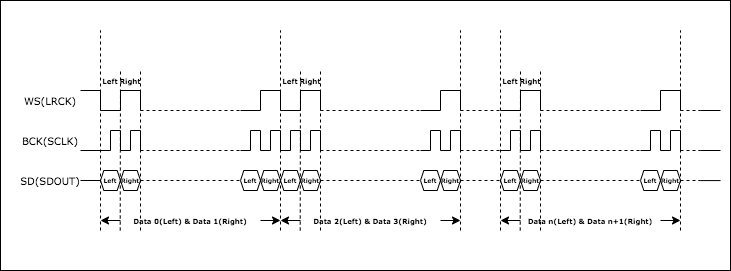 Left Right Left Right Left Right
WS(LRCK)
BCK(SCLK)
SD(SDOUT) Left Right Left Right Left Right Left Right Left Right Left Right
Data 0(Left) & Data 1(Right) Data 2(Left) & Data 3(Right) Data n(Left) & Data n+1(Right)